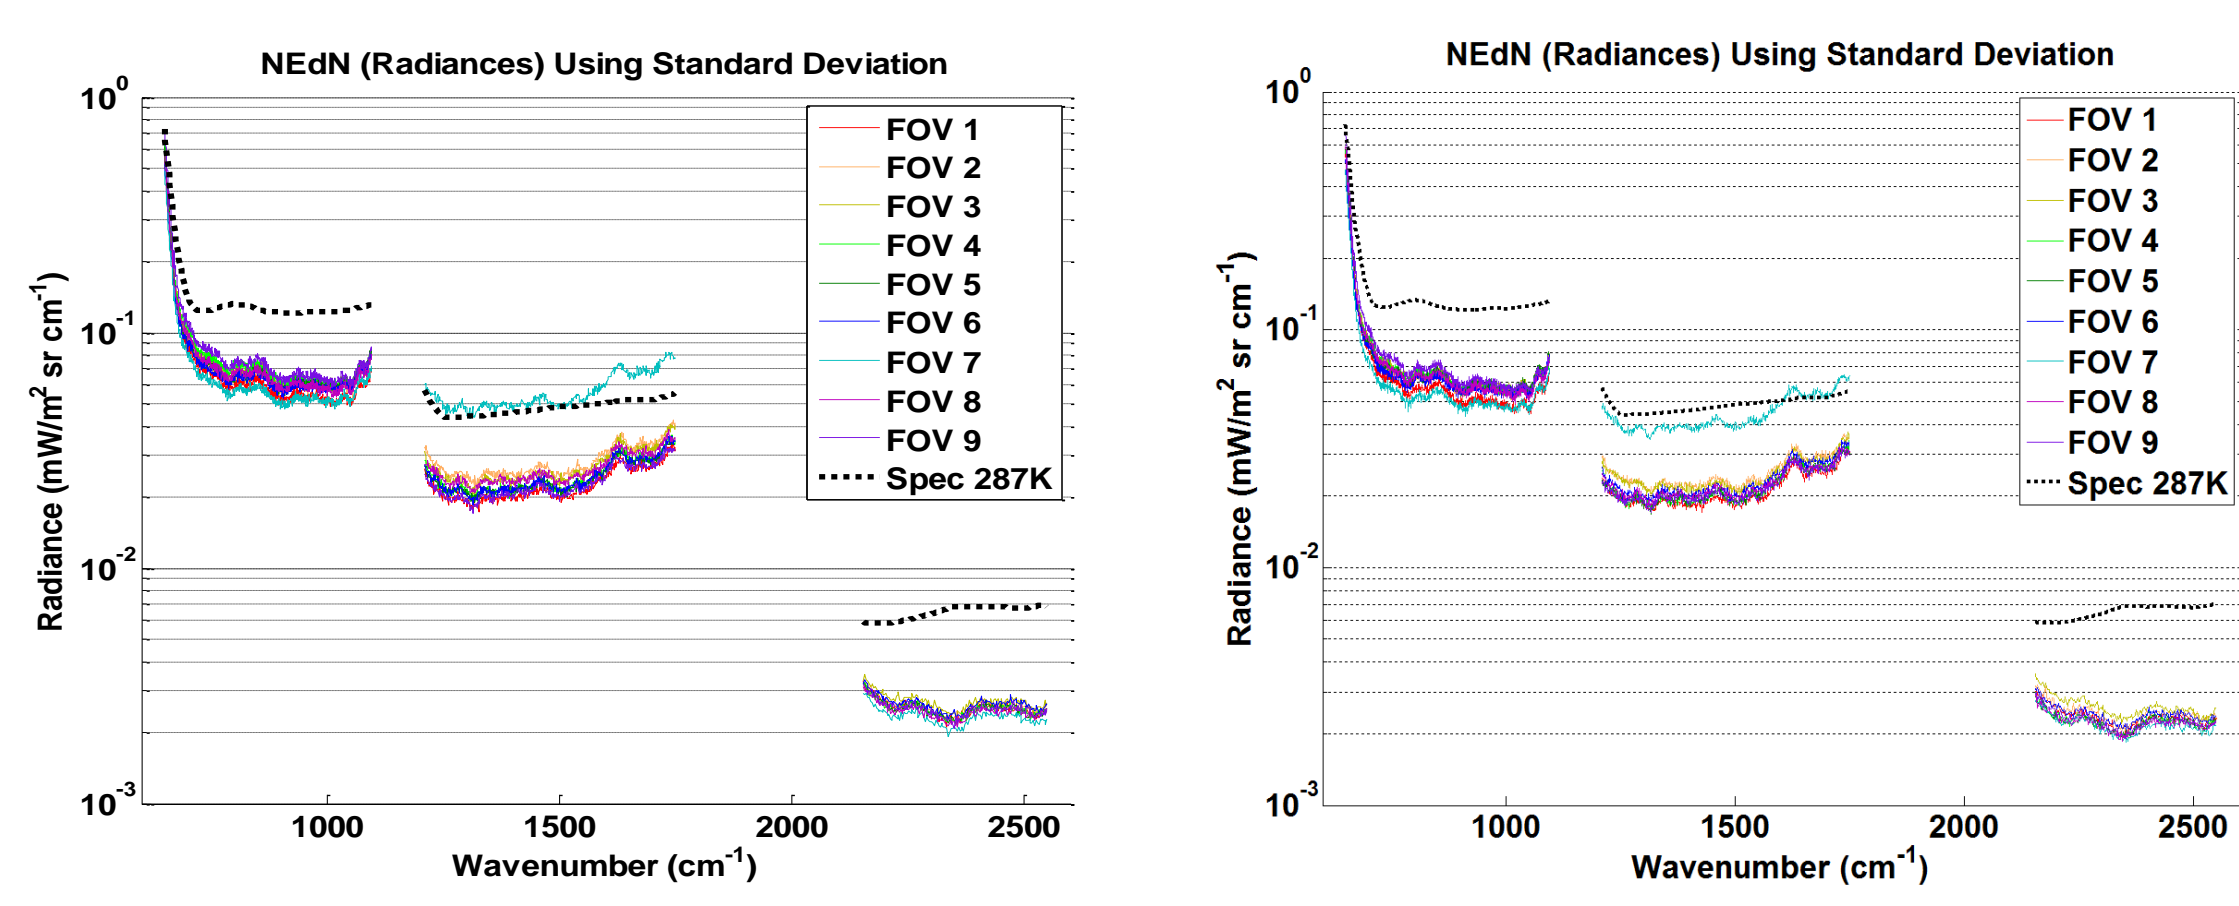 NEdN (Radiances) Using Standard Deviation
10^0
10^-1
10^-2
10^-3
Radiance (mW/m^2 sr cm^-1)
FOV 1
FOV 2
FOV 3
FOV 4
FOV 5
FOV 6
FOV 7
FOV 8
FOV 9
Spec 287K
1000 1500 2000 2500
Wavenumber (cm^-1)
NEdN (Radiances) Using Standard Deviation
10^0
10^-1
10^-2
10^-3
Radiance (mW/m^2 sr cm^-1)
FOV 1
FOV 2
FOV 3
FOV 4
FOV 5
FOV 6
FOV 7
FOV 8
FOV 9
Spec 287K
1000 1500 2000 2500
Wavenumber (cm^-1)